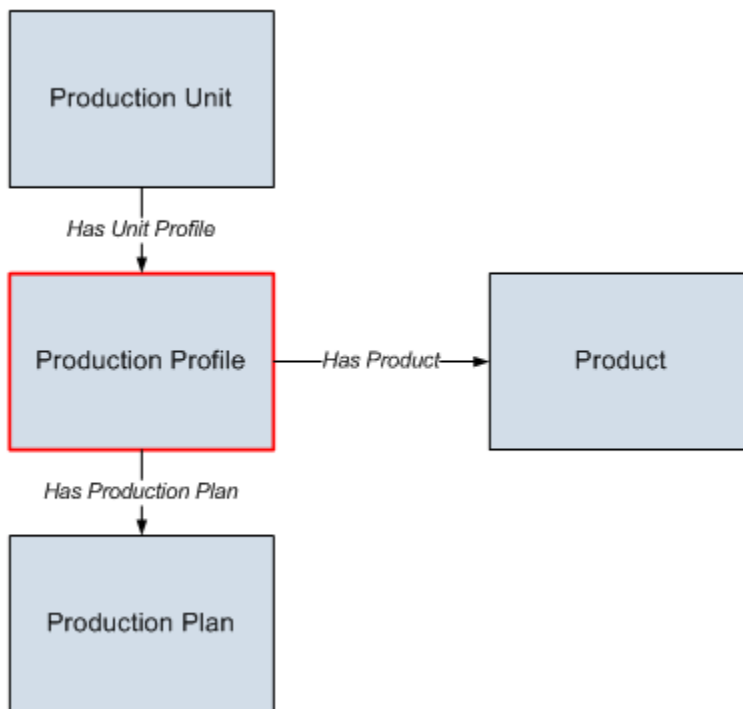 Production Unit
Has Unit Profile
Production Profile
Has Product
Product
Has Production Plan
Production Plan